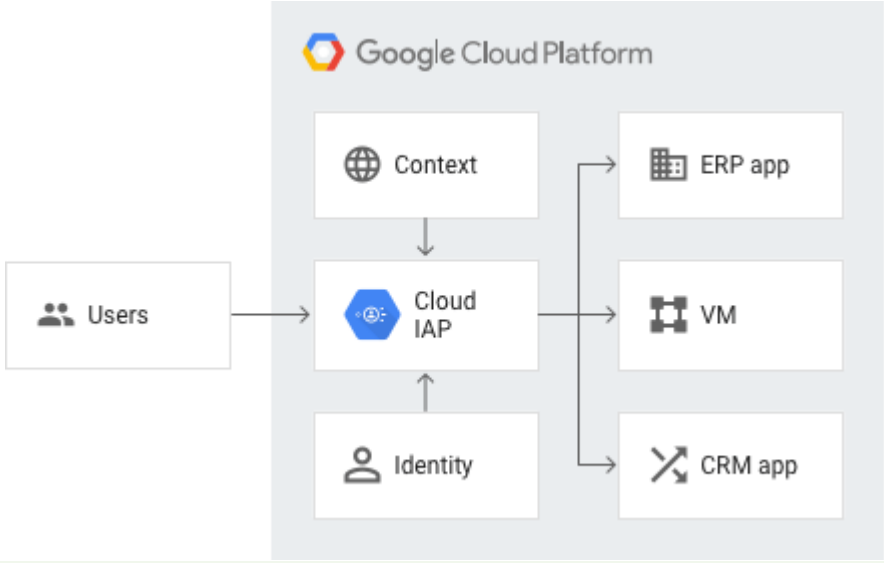 Google Cloud Platform
Context
ERP app
Users
Cloud
IAP
VM
Identity
CRM app